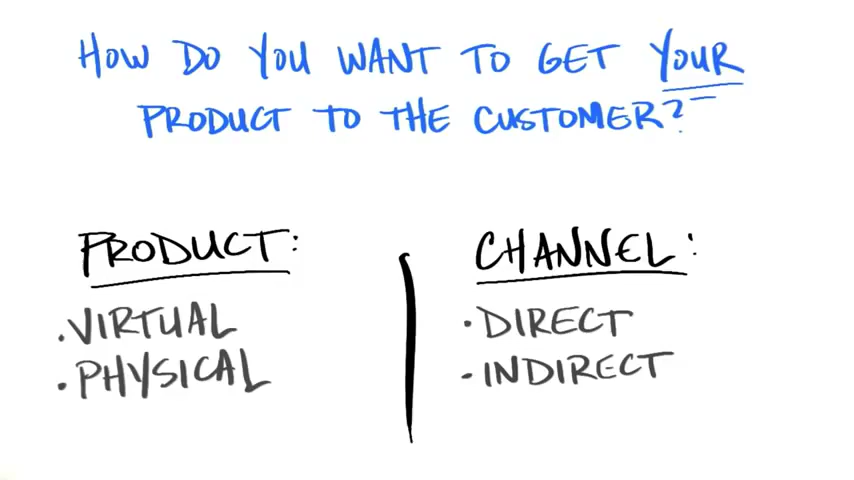 HOW DO YOU WANT TO GET YOUR
PRODUCT TO THE CUSTOMER?
PRODUCT:
• VIRTUAL
• PHYSICAL
CHANNEL:
• DIRECT
• INDIRECT